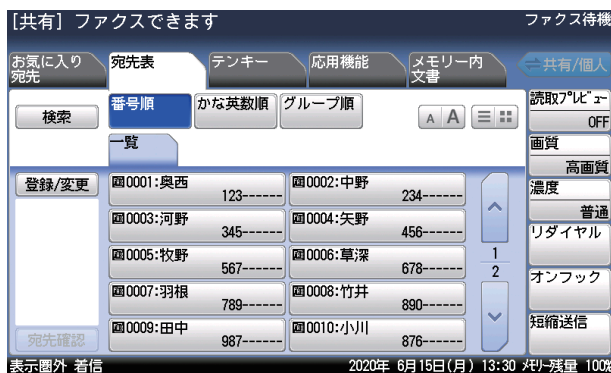 [共有] ファクスできます
ファクス待機
お気に入り
宛先
宛先表
テンキー
応用機能
メモリー内
文書
共有/個人
検索
番号順
かな英数順
グループ順
A A
読取プレビュー
OFF
一覧
画質
高画質
登録/変更
0001:奥西
123------
0002:中野
234------
濃度
普通
0003:河野
345------
0004:矢野
456------
リダイヤル
0005:牧野
567------
0006:草深
678------
1
2
オンフック
0007:羽根
789------
0008:竹井
890------
短縮送信
0009:田中
987------
0010:小川
876------
宛先確認
表示圏外 着信
2020年 6月15日(月) 13:30 メモリー残量 100%